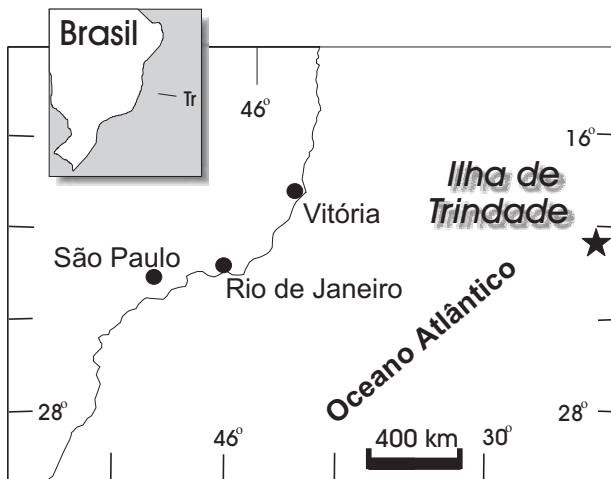 Brasil
Tr
46°
16°
Ilha de
Trindade
Vitória
São Paulo
Rio de Janeiro
Oceano Atlântico
28°
28°
46°
400 km
30°